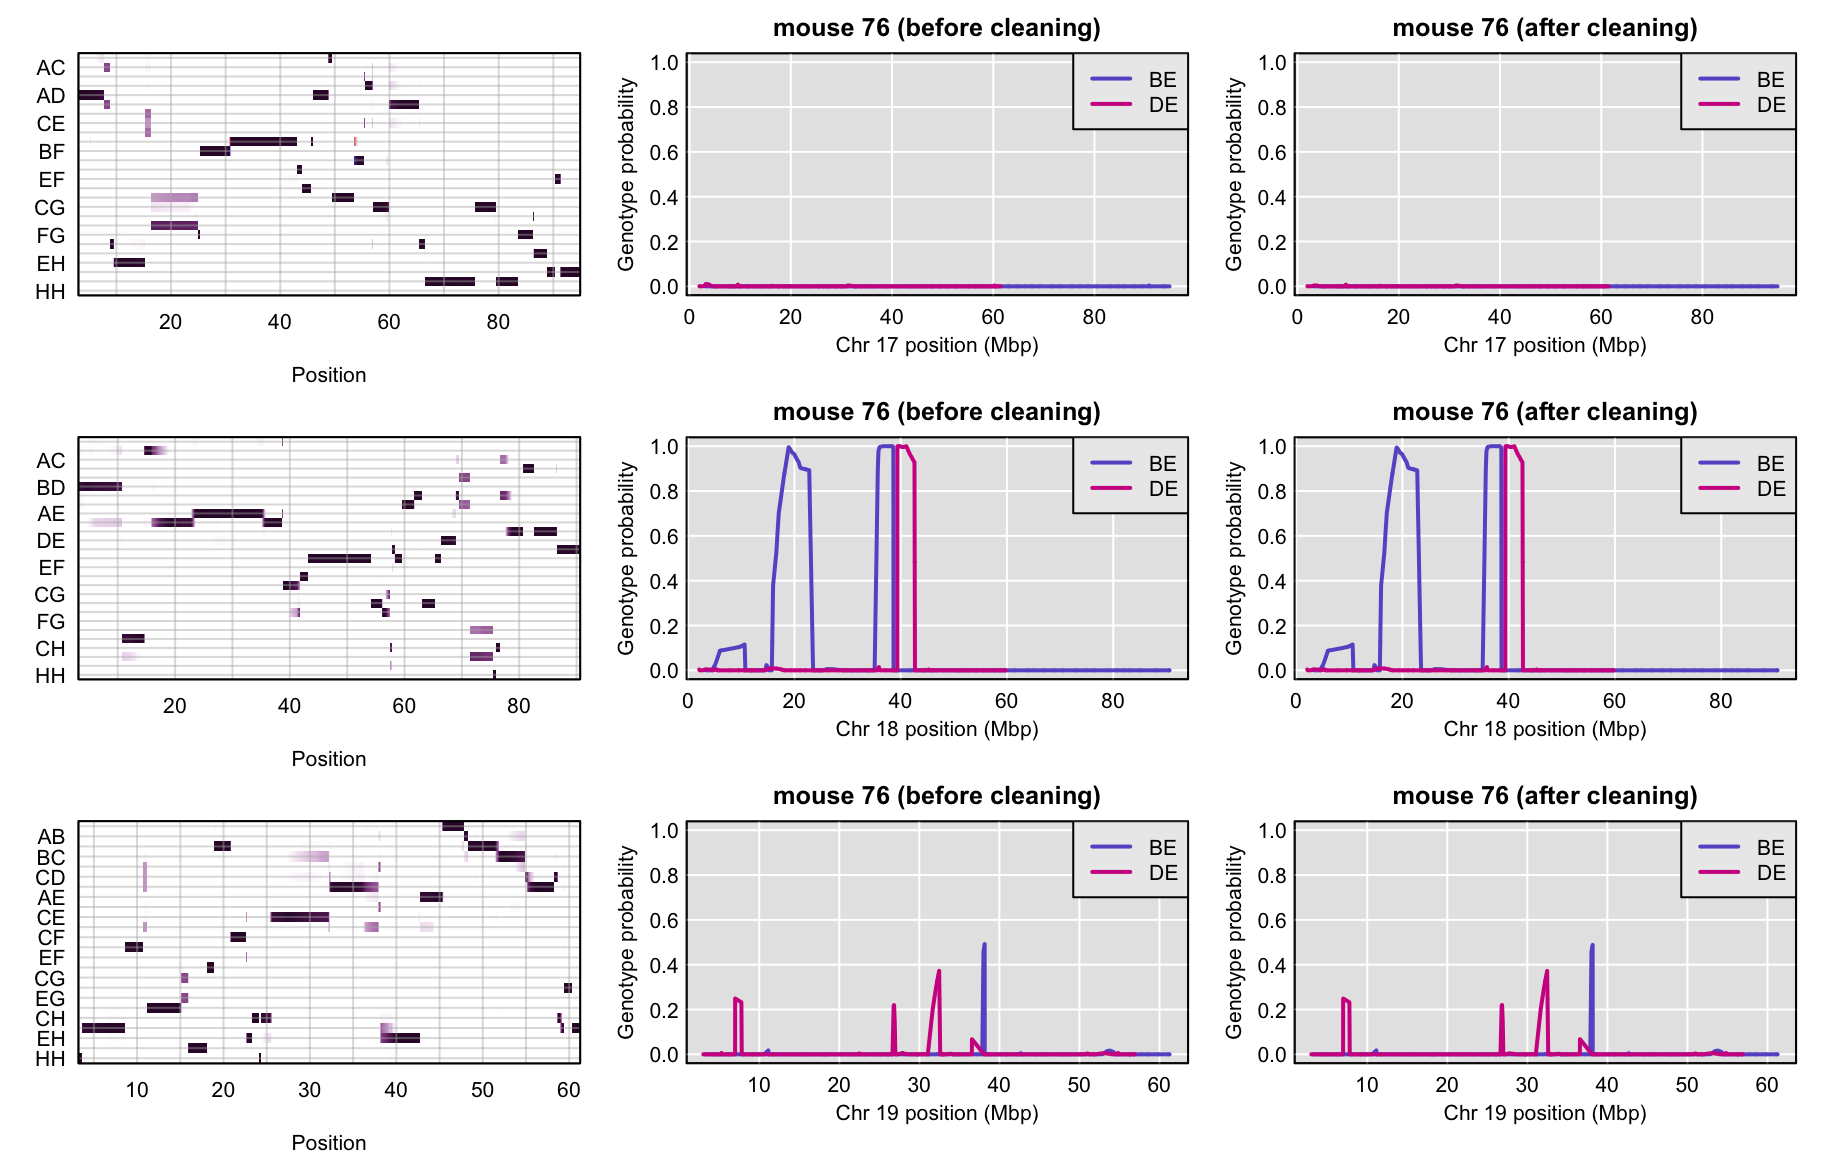 AC
AD
CE
BF
EF
CG
FG
EH
HH
20 40 60 80
Position
mouse 76 (before cleaning)
Genotype probability
1.0
0.8
0.6
0.4
0.2
0.0
BE
DE
0 20 40 60 80
Chr 17 position (Mbp)
mouse 76 (after cleaning)
Genotype probability
1.0
0.8
0.6
0.4
0.2
0.0
BE
DE
0 20 40 60 80
Chr 17 position (Mbp)
AC
BD
AE
DE
EF
CG
FG
CH
HH
20 40 60 80
Position
mouse 76 (before cleaning)
Genotype probability
1.0
0.8
0.6
0.4
0.2
0.0
BE
DE
0 20 40 60 80
Chr 18 position (Mbp)
mouse 76 (after cleaning)
Genotype probability
1.0
0.8
0.6
0.4
0.2
0.0
BE
DE
0 20 40 60 80
Chr 18 position (Mbp)
AB
BC
CD
AE
CE
CF
EF
CG
EG
CH
EH
HH
10 20 30 40 50 60
Position
mouse 76 (before cleaning)
Genotype probability
1.0
0.8
0.6
0.4
0.2
0.0
BE
DE
10 20 30 40 50 60
Chr 19 position (Mbp)
mouse 76 (after cleaning)
Genotype probability
1.0
0.8
0.6
0.4
0.2
0.0
BE
DE
10 20 30 40 50 60
Chr 19 position (Mbp)